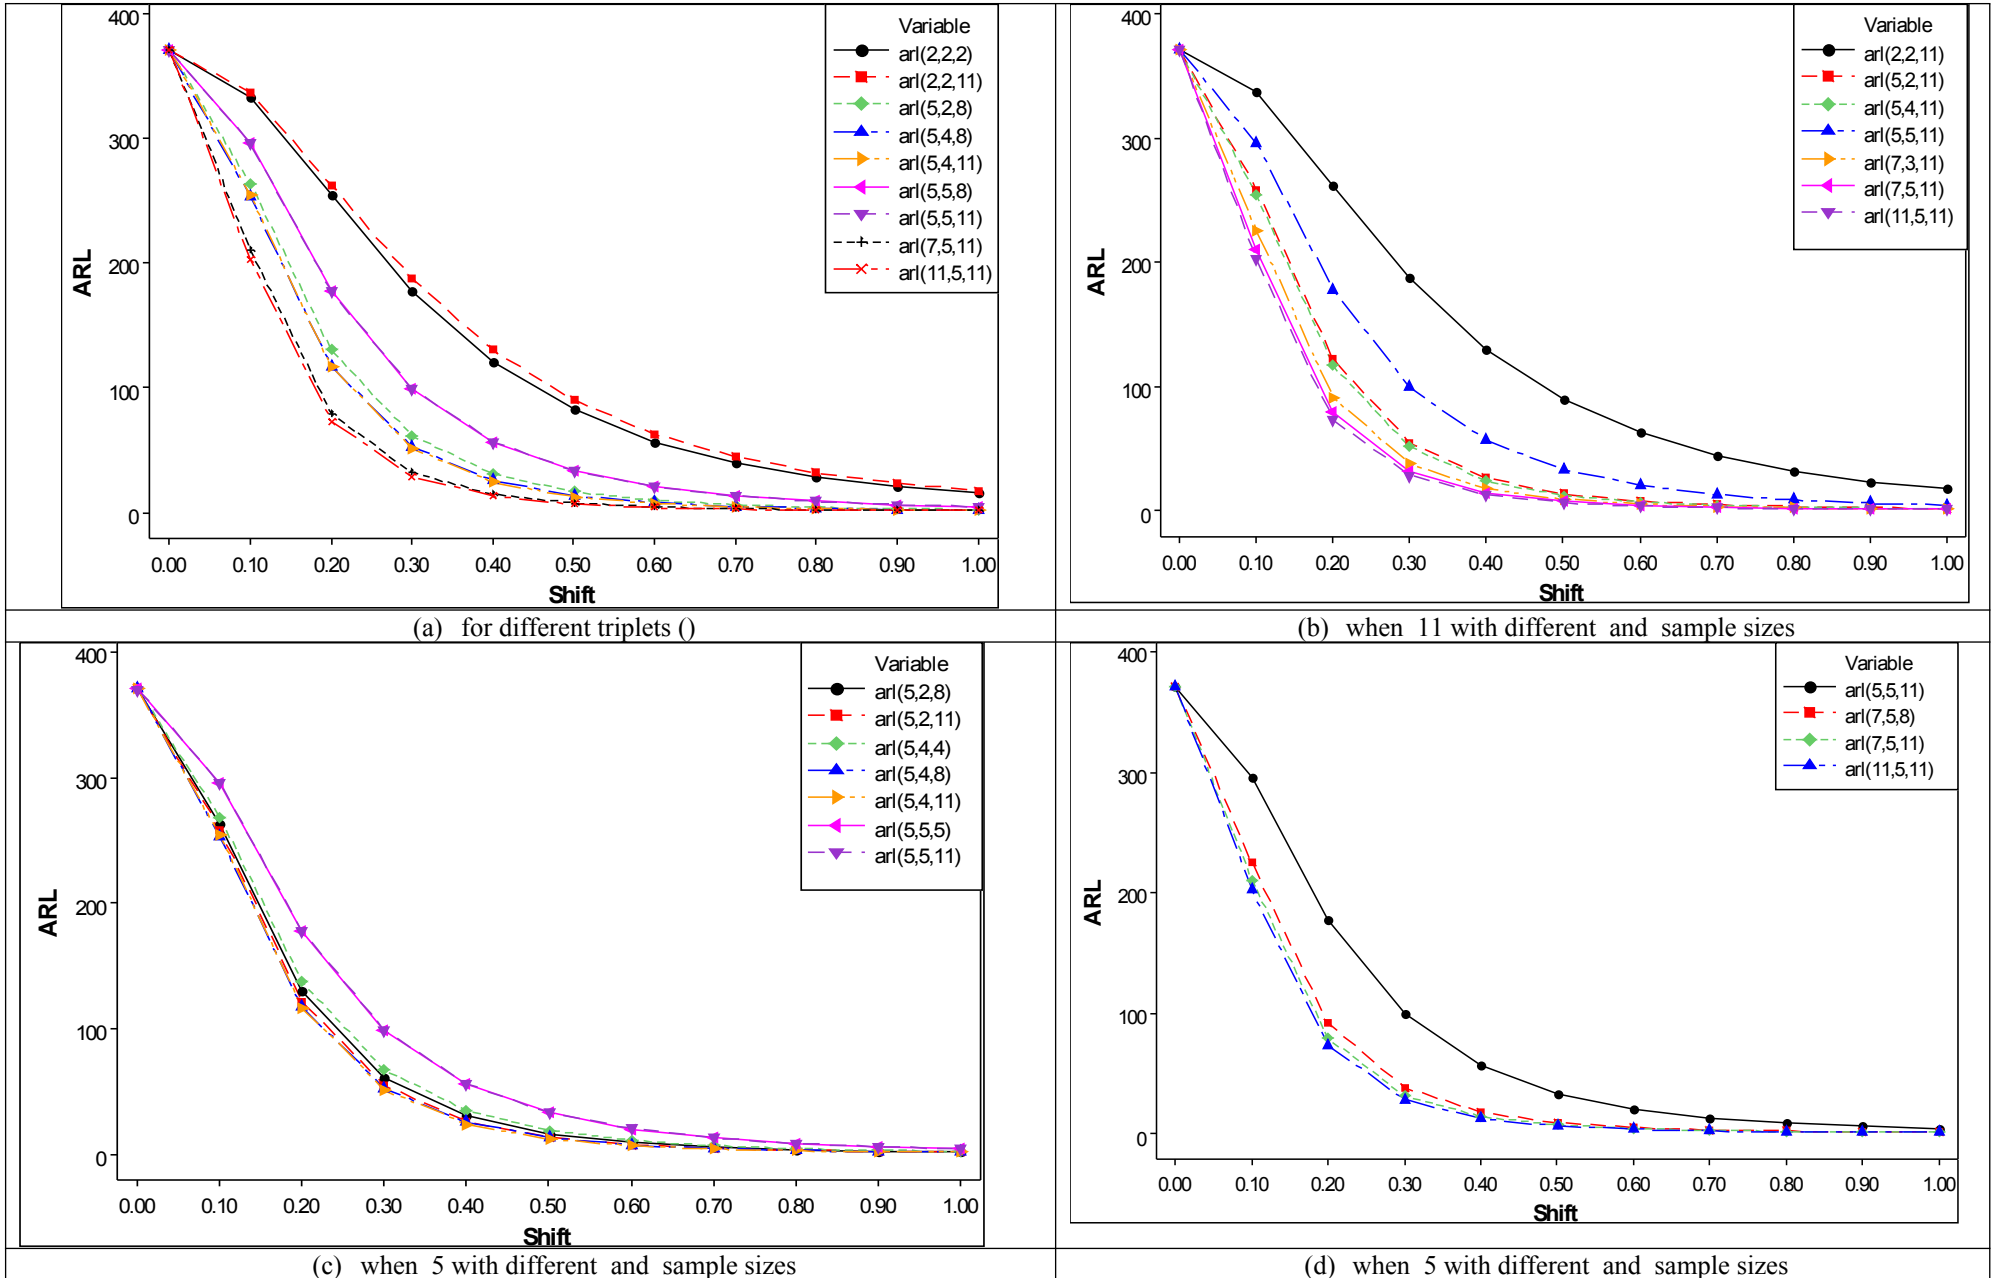 400
300
200
100
0
ARL
0.00 0.10 0.20 0.30 0.40 0.50 0.60 0.70 0.80 0.90 1.00
Shift
Variable
arl(2,2,2)
arl(2,2,11)
arl(5,2,8)
arl(5,4,8)
arl(5,4,11)
arl(5,5,8)
arl(5,5,11)
arl(7,5,11)
arl(11,5,11)
(a) for different triplets ()
400
300
200
100
0
ARL
0.00 0.10 0.20 0.30 0.40 0.50 0.60 0.70 0.80 0.90 1.00
Shift
Variable
arl(2,2,11)
arl(5,2,11)
arl(5,4,11)
arl(5,5,11)
arl(7,3,11)
arl(7,5,11)
arl(11,5,11)
(b) when 11 with different and sample sizes
400
300
200
100
0
ARL
0.00 0.10 0.20 0.30 0.40 0.50 0.60 0.70 0.80 0.90 1.00
Shift
Variable
arl(5,2,8)
arl(5,2,11)
arl(5,4,4)
arl(5,4,8)
arl(5,4,11)
arl(5,5,5)
arl(5,5,11)
(c) when 5 with different and sample sizes
400
300
200
100
0
ARL
0.00 0.10 0.20 0.30 0.40 0.50 0.60 0.70 0.80 0.90 1.00
Shift
Variable
arl(5,5,11)
arl(7,5,8)
arl(7,5,11)
arl(11,5,11)
(d) when 5 with different and sample sizes